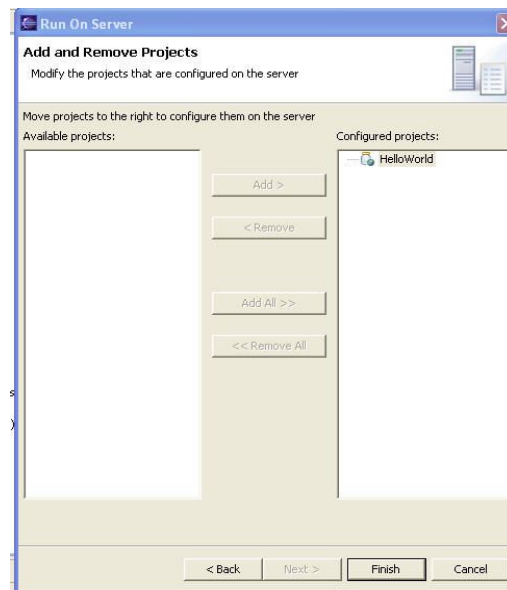 Run On Server
Add and Remove Projects
Modify the projects that are configured on the server
Move projects to the right to configure them on the server
Available projects:
Configured projects:
HelloWorld
Add >
< Remove
Add All >>
<< Remove All
s
)
< Back
Next >
Finish
Cancel